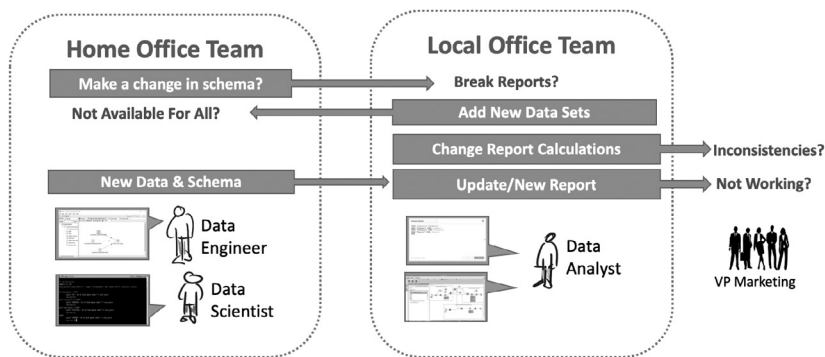 Home Office Team
Local Office Team
Make a change in schema?
Break Reports?
Not Available For All?
Add New Data Sets
Change Report Calculations
Inconsistencies?
New Data & Schema
Update/New Report
Not Working?
Data
Engineer
Data
Scientist
Data
Analyst
VP Marketing